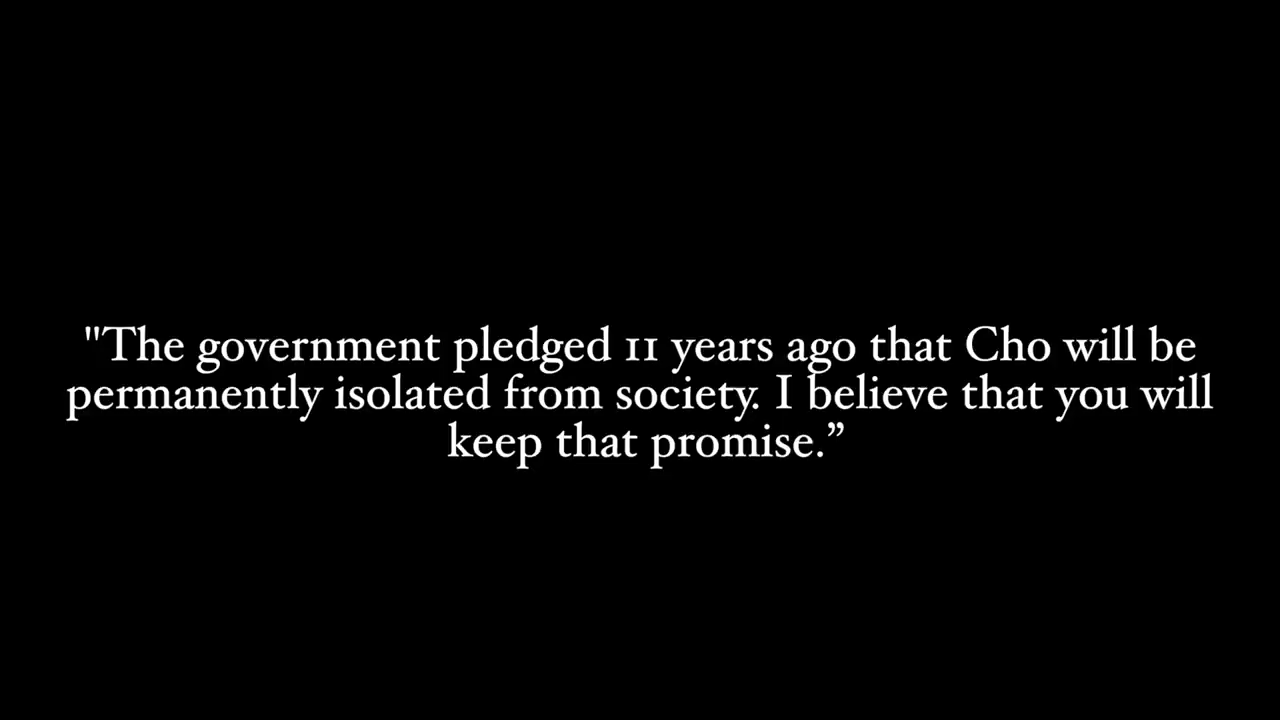 "The government pledged 11 years ago that Cho will be
permanently isolated from society. I believe that you will
keep that promise.”